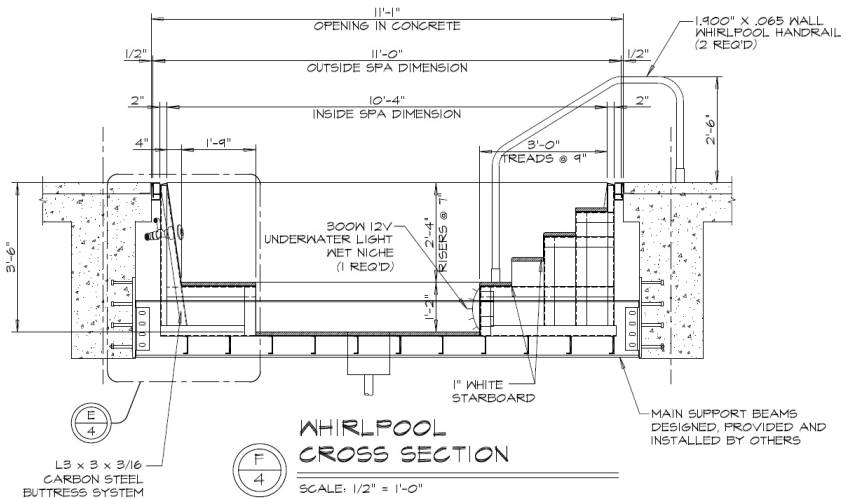 11'-1"
OPENING IN CONCRETE
1.900" X .065 WALL
WHIRLPOOL HANDRAIL
(2 REQ'D)
1/2"
11'-0"
1/2"
OUTSIDE SPA DIMENSION
2"
10'-4"
2"
INSIDE SPA DIMENSION
2'-6"
4"
1'-9"
3'-0"
TREADS @ 9"
3'-6"
300W 12V
UNDERWATER LIGHT
WET NICHE
(1 REQ'D)
2'-4"
RISERS @ 7"
1'-2"
1" WHITE
STARBOARD
MAIN SUPPORT BEAMS
DESIGNED, PROVIDED AND
INSTALLED BY OTHERS
E
4
L3 x 3 x 3/16
CARBON STEEL
BUTTRESS SYSTEM
F
4
WHIRLPOOL
CROSS SECTION
SCALE: 1/2" = 1'-0"